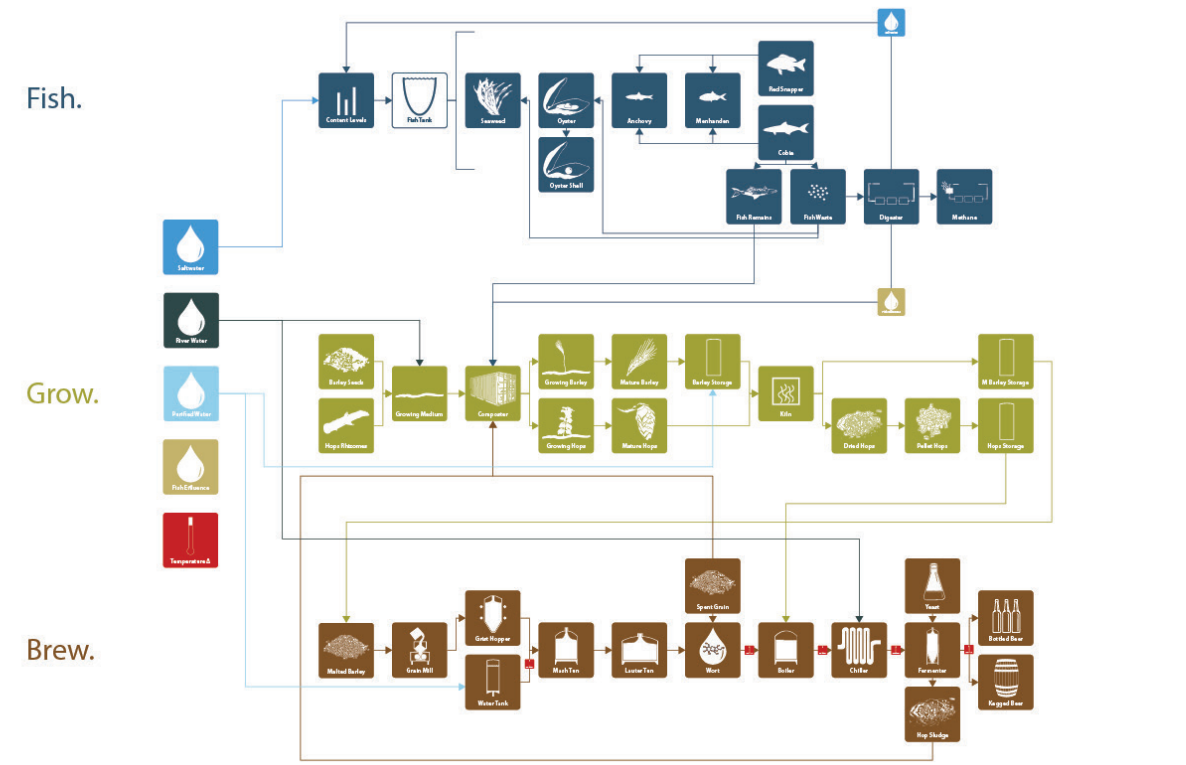 Fish.
Content Levels
Fish Tank
Seaweed
Oyster
Anchovy
Menhanden
Red Snapper
Cobia
Oyster Shell
Fish Remains
Fish Waste
Digester
Methane
Saltwater
River Water
Purified Water
Fish Effluence
Temperature Δ
Grow.
Barley Seeds
Hops Rhizomes
Growing Medium
Composter
Growing Barley
Mature Barley
Barley Storage
Growing Hops
Mature Hops
Kiln
M Barley Storage
Dried Hops
Pellet Hops
Hops Storage
Brew.
Malted Barley
Grain Mill
Grist Hopper
Water Tank
Mash Tun
Lauter Tun
Spent Grain
Wort
Boiler
Chiller
Yeast
Fermenter
Hop Sludge
Bottled Beer
Kegged Beer